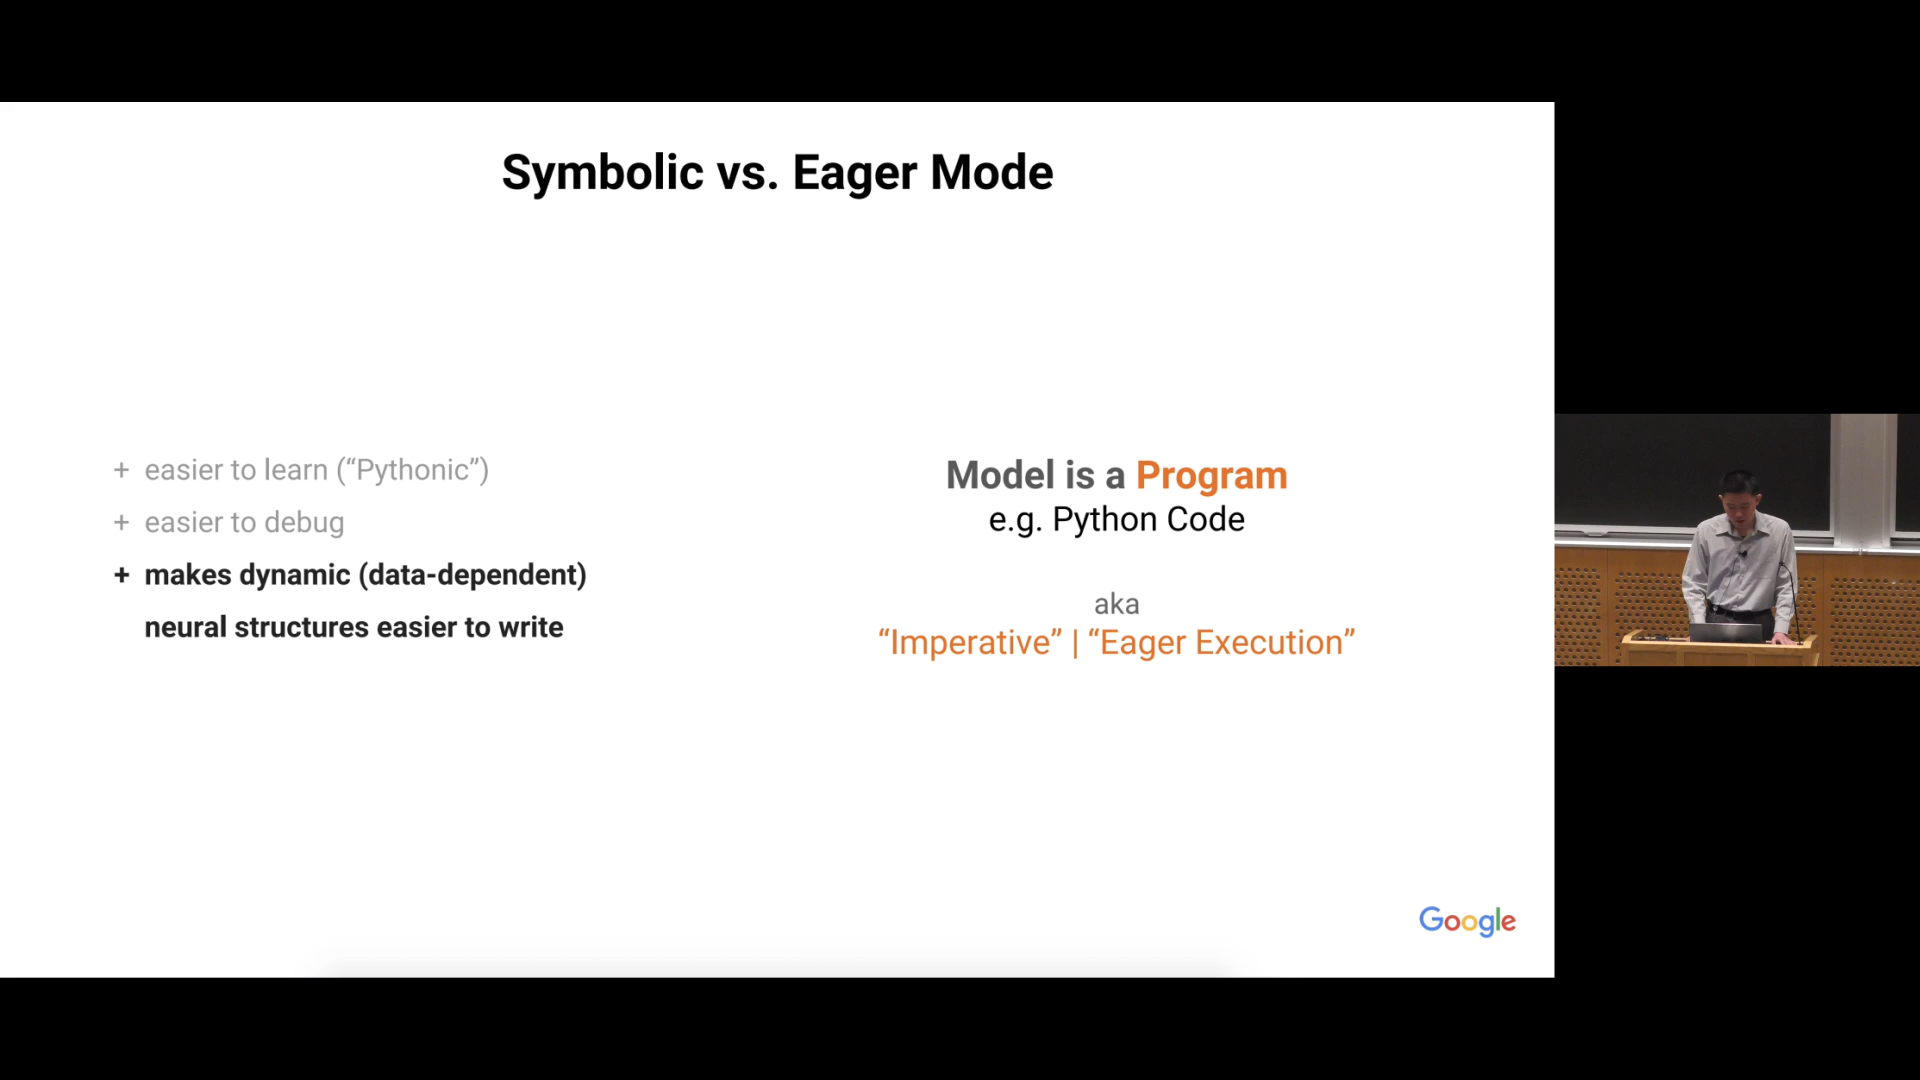 Symbolic vs. Eager Mode
+ easier to learn (“Pythonic”)
+ easier to debug
+ makes dynamic (data-dependent)
neural structures easier to write
Model is a Program
e.g. Python Code
aka
“Imperative” | “Eager Execution”
Google